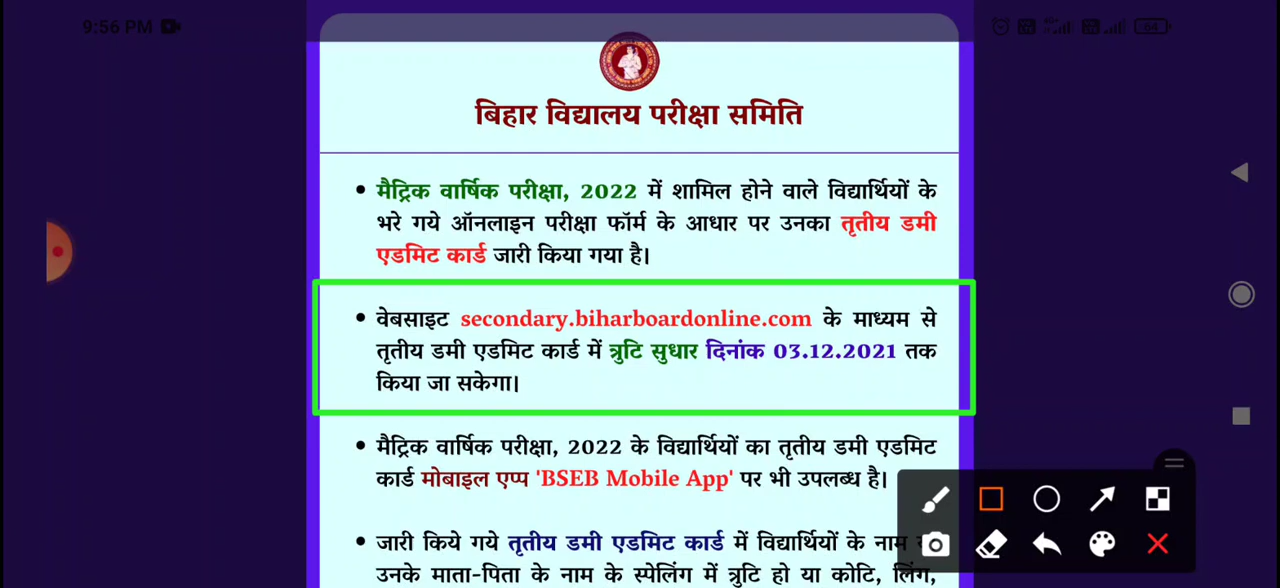 9:56 PM
64
बिहार विद्यालय परीक्षा समिति
• मैट्रिक वार्षिक परीक्षा, 2022 में शामिल होने वाले विद्यार्थियों के
भरे गये ऑनलाइन परीक्षा फॉर्म के आधार पर उनका तृतीय डमी
एडमिट कार्ड जारी किया गया है।
• वेबसाइट secondary.biharboardonline.com के माध्यम से
तृतीय डमी एडमिट कार्ड में त्रुटि सुधार दिनांक 03.12.2021 तक
किया जा सकेगा।
• मैट्रिक वार्षिक परीक्षा, 2022 के विद्यार्थियों का तृतीय डमी एडमिट
कार्ड मोबाइल एप्प 'BSEB Mobile App' पर भी उपलब्ध है।
• जारी किये गये तृतीय डमी एडमिट कार्ड में विद्यार्थियों के नाम
उनके माता-पिता के नाम के स्पेलिंग में त्रुटि हो या कोटि, लिंग,